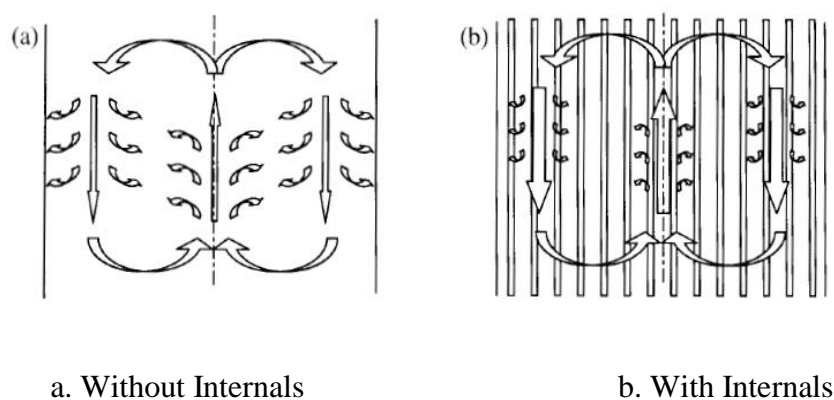 (a)
(b)
a. Without Internals
b. With Internals